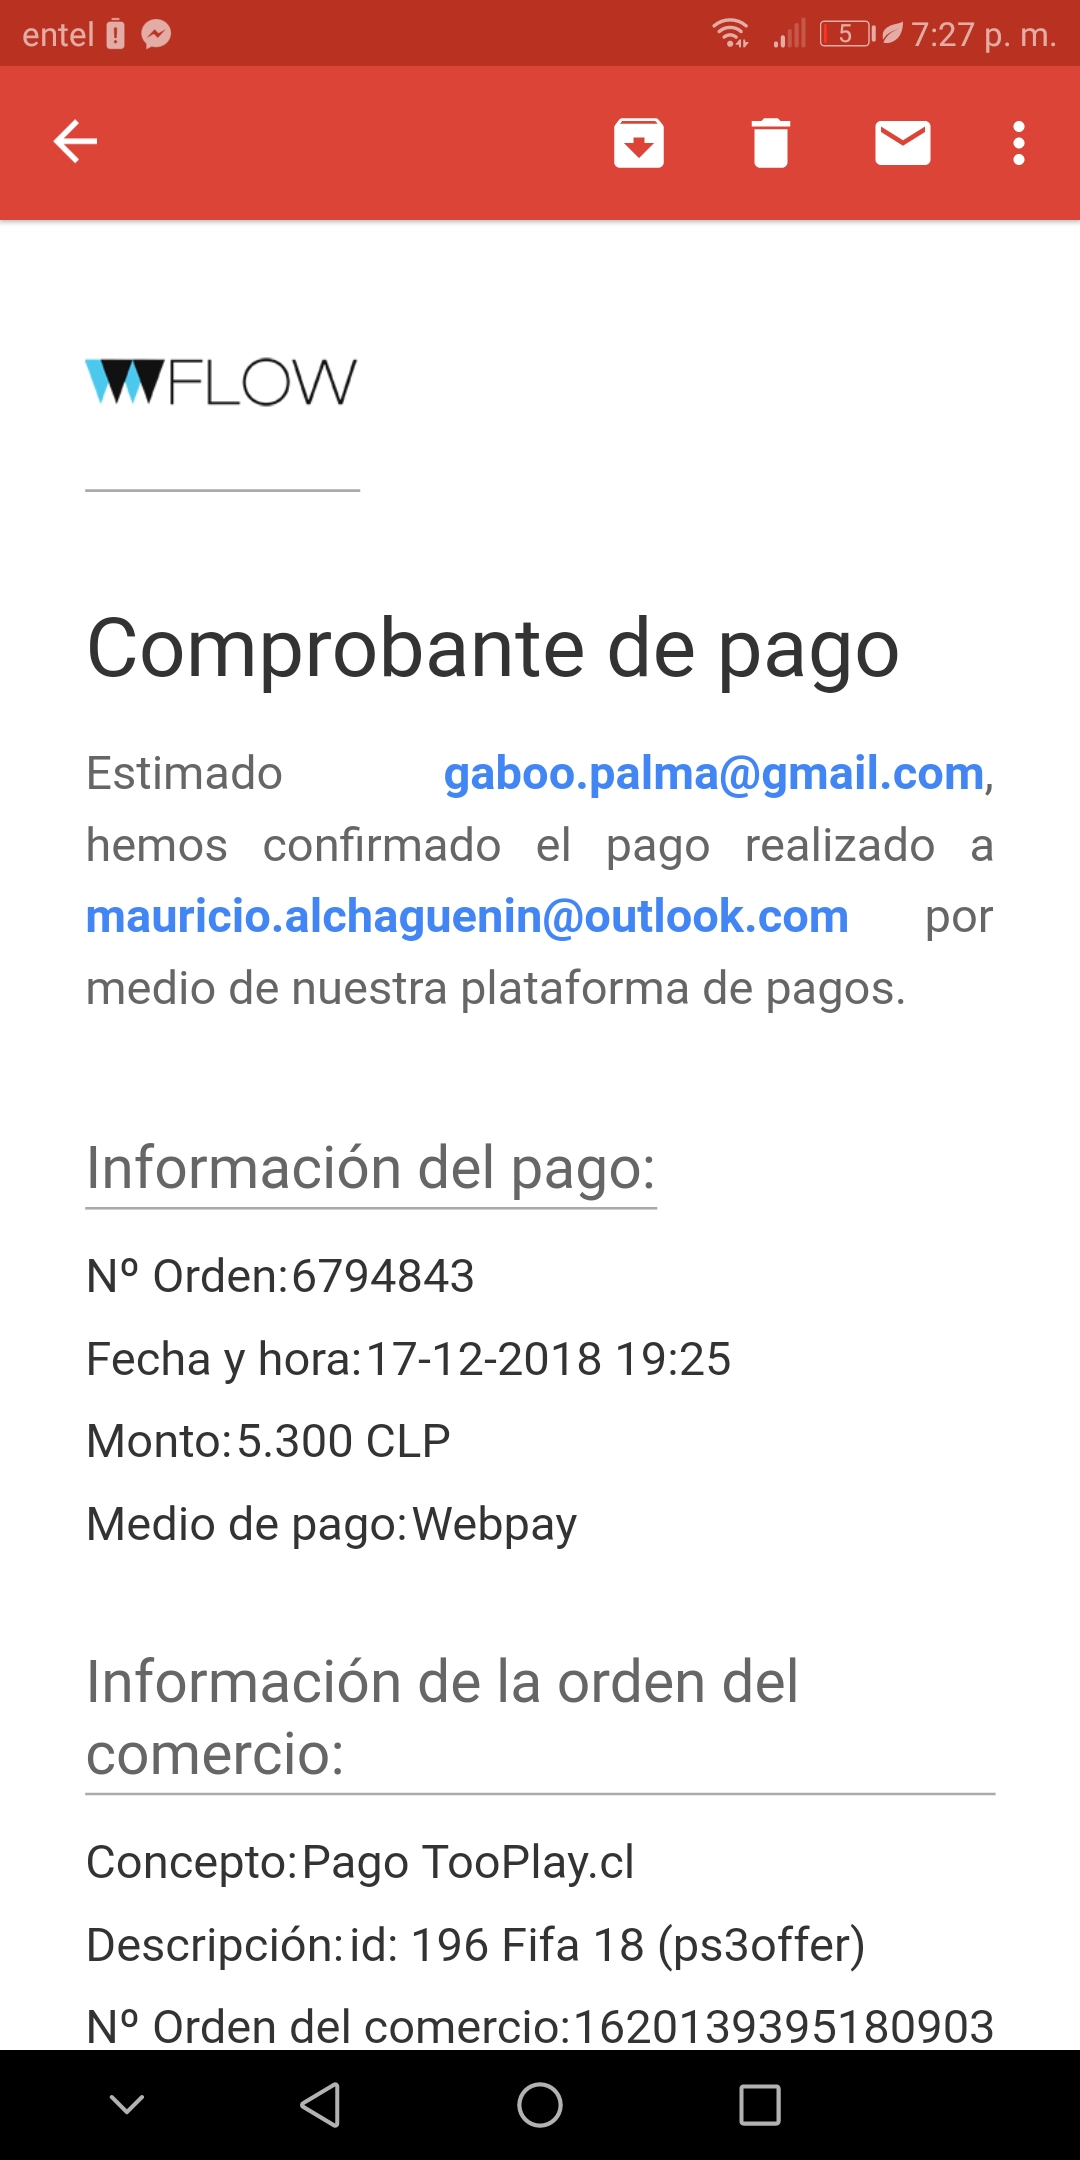 entel 5 7:27 p. m.
FLOW
Comprobante de pago
Estimado gaboo.palma@gmail.com,
hemos confirmado el pago realizado a
mauricio.alchaguenin@outlook.com por
medio de nuestra plataforma de pagos.
Información del pago:
Nº Orden:6794843
Fecha y hora:17-12-2018 19:25
Monto:5.300 CLP
Medio de pago:Webpay
Información de la orden del
comercio:
Concepto:Pago TooPlay.cl
Descripción:id: 196 Fifa 18 (ps3offer)
Nº Orden del comercio:1620139395180903